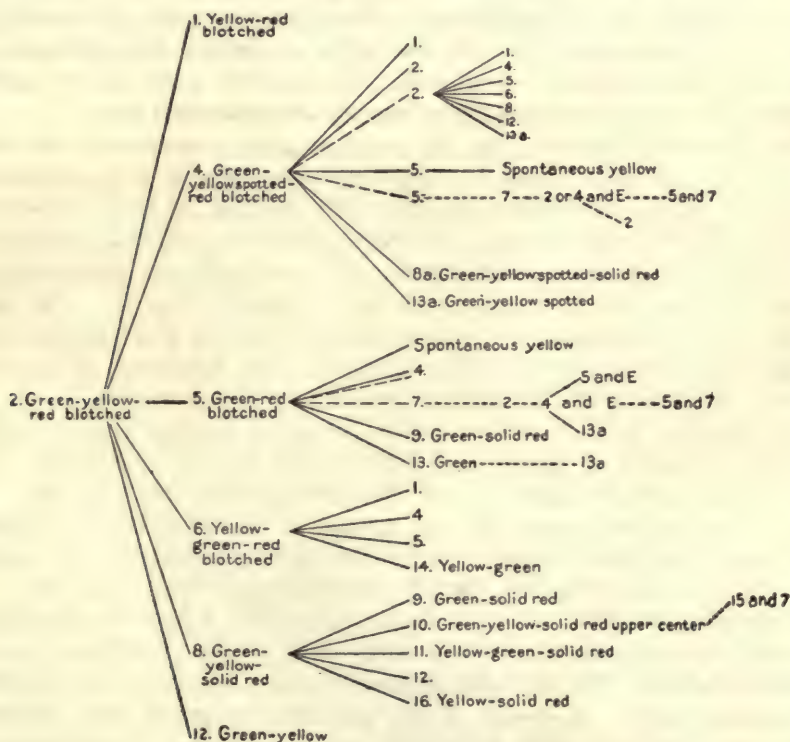 1. Yellow-red
blotched
1.
2.
2.
1.
4.
5.
6.
8.
12.
13a.
4. Green-
yellowspotted-
red blotched
5.
Spontaneous yellow
5.
7
2 or 4 and E
5 and 7
2
8a. Green-yellowspotted-solid red
13a. Green-yellow spotted
2. Green-yellow-
red blotched
5. Green-red
blotched
Spontaneous yellow
4.
7.
2
4
and
E
5 and 7
5 and E
13a
9. Green-solid red
13. Green
13a
6. Yellow-
green-red
blotched
1.
4
5.
14. Yellow-green
8. Green-
yellow-
solid red
9. Green-solid red
10. Green-yellow-solid red upper center
15 and 7
11. Yellow-green-solid red
12.
16. Yellow-solid red
12. Green-yellow